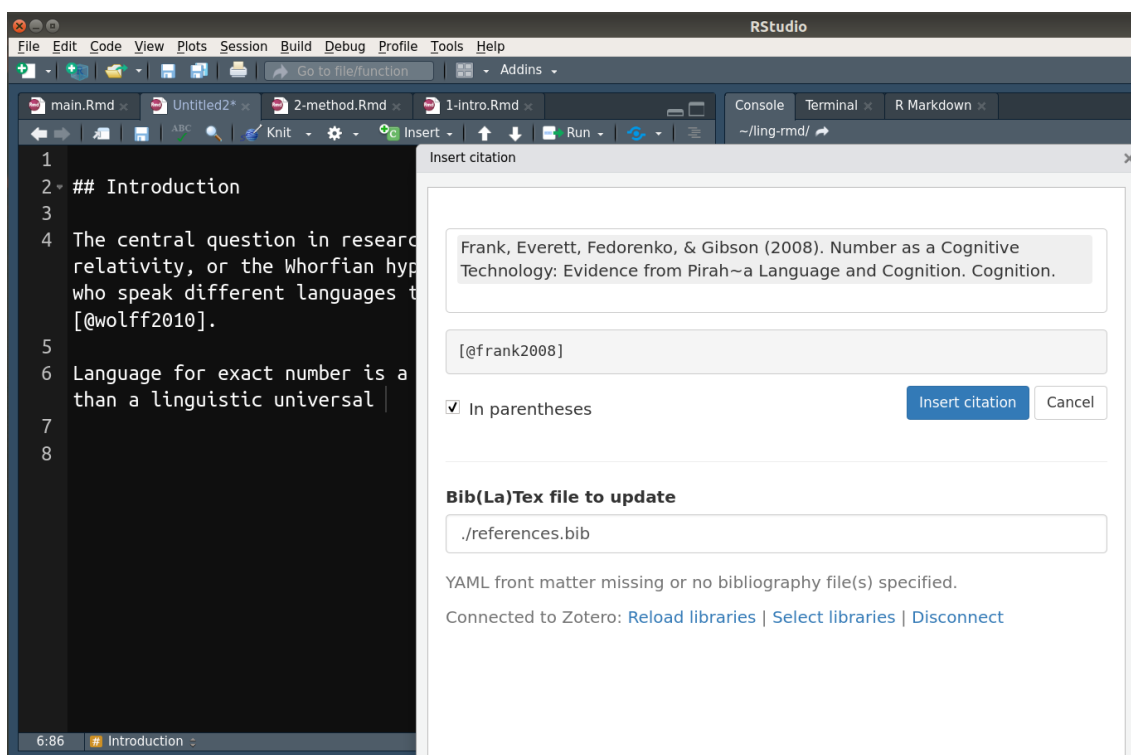 RStudio
File Edit Code View Plots Session Build Debug Profile Tools Help
Go to file/function Addins
main.Rmd Untitled2* 2-method.Rmd 1-intro.Rmd
Console Terminal R Markdown
ABC Knit Insert Run
~/ling-rmd/
1
2 ## Introduction
3
4 The central question in researc
relativity, or the Whorfian hyp
who speak different languages t
[@wolff2010].
5
6 Language for exact number is a
than a linguistic universal
7
8
6:86 # Introduction
Insert citation
Frank, Everett, Fedorenko, & Gibson (2008). Number as a Cognitive
Technology: Evidence from Pirah~a Language and Cognition. Cognition.
[@frank2008]
In parentheses
Insert citation Cancel
Bib(La)Tex file to update
./references.bib
YAML front matter missing or no bibliography file(s) specified.
Connected to Zotero: Reload libraries | Select libraries | Disconnect